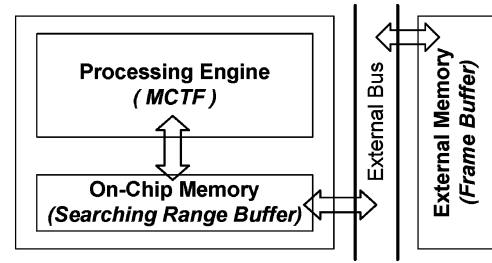 Processing Engine
( MCTF )
On-Chip Memory
(Searching Range Buffer)
External Bus
External Memory
(Frame Buffer)